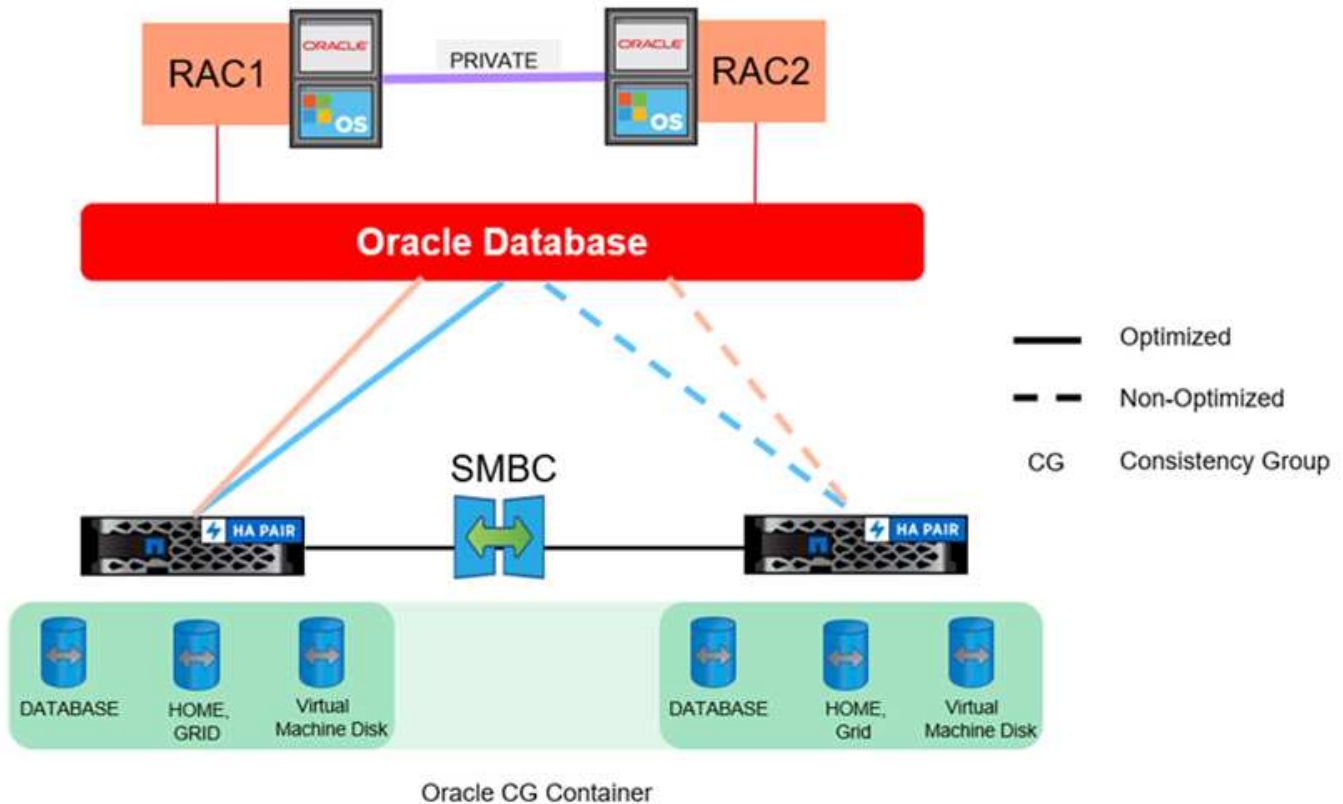 RAC1
ORACLE
OS
PRIVATE
ORACLE
OS
RAC2
Oracle Database
Optimized
Non-Optimized
CG Consistency Group
SMBC
HA PAIR
HA PAIR
DATABASE
HOME,
GRID
Virtual
Machine Disk
DATABASE
HOME,
Grid
Virtual
Machine Disk
Oracle CG Container